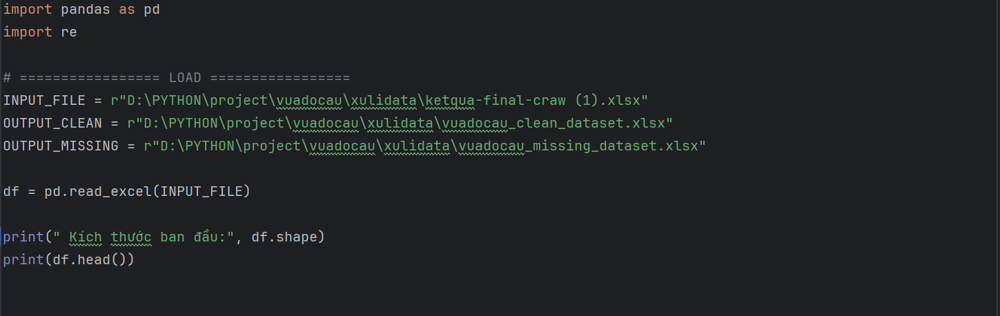 import pandas as pd
import re
# ================= LOAD =================
INPUT_FILE = r"D:\PYTHON\project\vuadocau\xulidata\ketqua-final-craw (1).xlsx"
OUTPUT_CLEAN = r"D:\PYTHON\project\vuadocau\xulidata\vuadocau_clean_dataset.xlsx"
OUTPUT_MISSING = r"D:\PYTHON\project\vuadocau\xulidata\vuadocau_missing_dataset.xlsx"
df = pd.read_excel(INPUT_FILE)
print(" Kích thước ban đầu:", df.shape)
print(df.head())